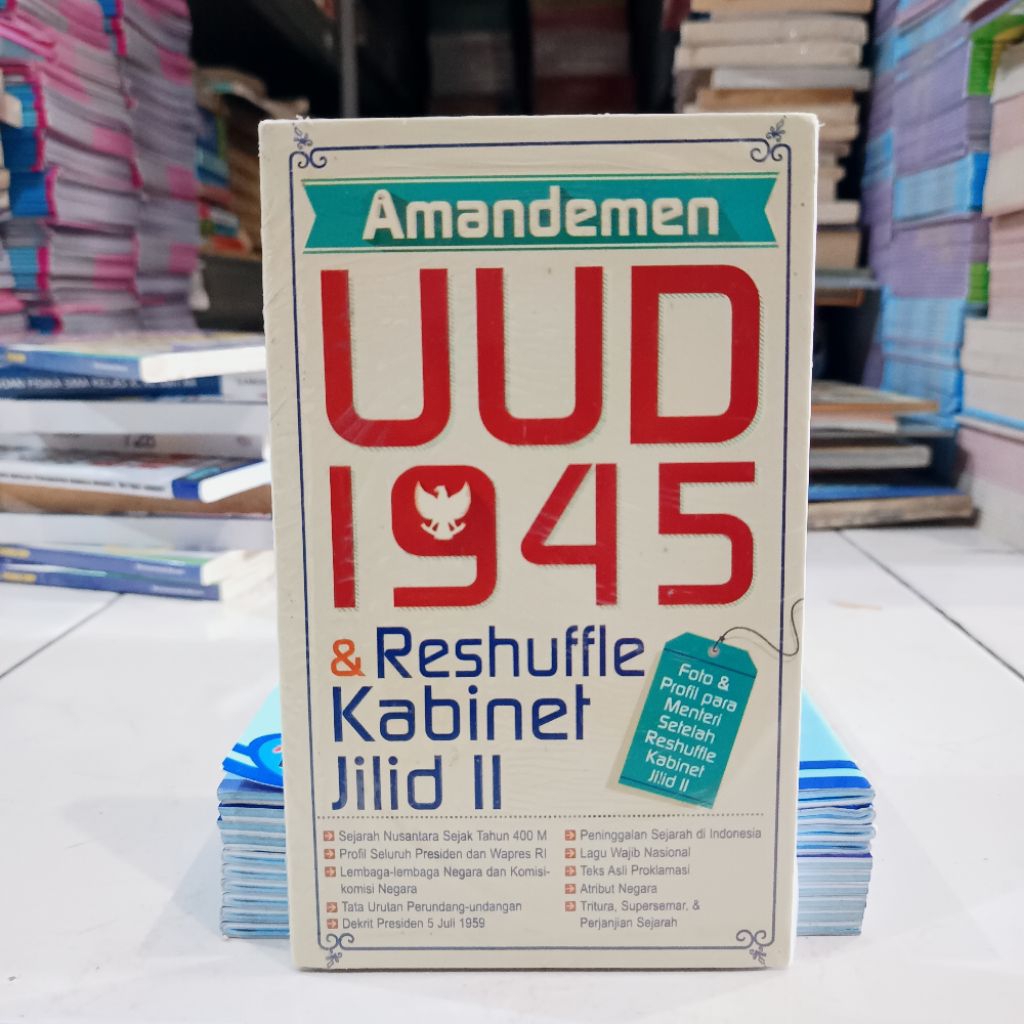 Amandemen
UUD
1945
& Reshuffle
Kabinet
Jilid II
Foto &
Profil para
Menteri
Setelah
Reshuffle
Kabinet
Jilid II
Sejarah Nusantara Sejak Tahun 400 M
Profil Seluruh Presiden dan Wapres RI
Lembaga-lembaga Negara dan Komisi-
komisi Negara
Tata Urutan Perundang-undangan
Dekrit Presiden 5 Juli 1959
Peninggalan Sejarah di Indonesia
Lagu Wajib Nasional
Teks Asli Proklamasi
Atribut Negara
Tritura, Supersemar, &
Perjanjian Sejarah